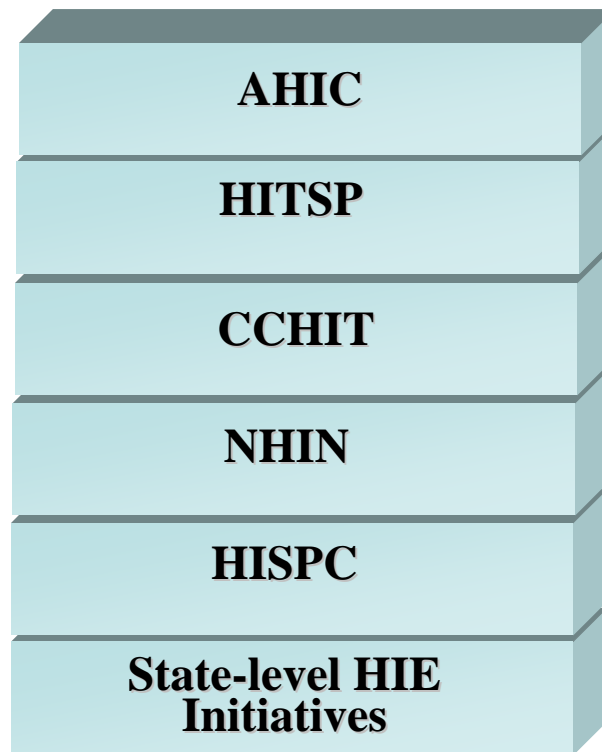 AHIC
HITSP
CCHIT
NHIN
HISPC
State-level HIE
Initiatives